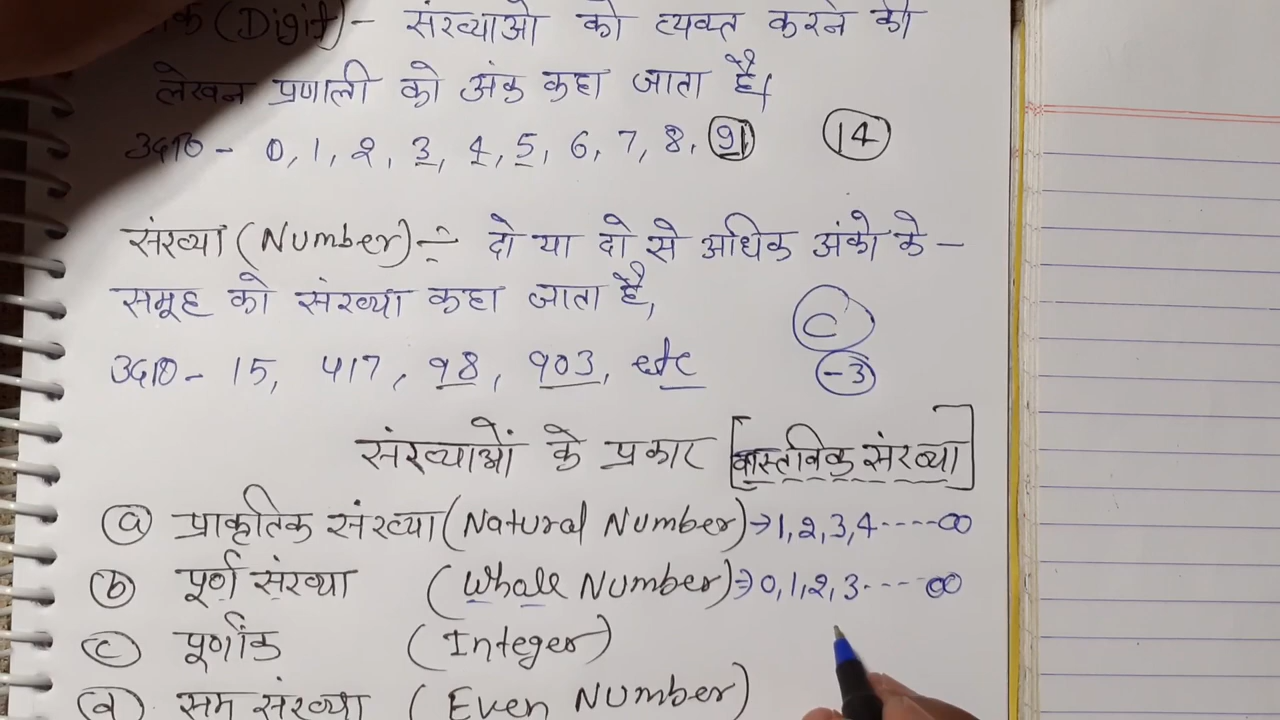 (Digit) - संख्याओ को व्यक्त करने की
लेखन प्रणाली को अंक कहा जाता है।
उदा० - 0, 1, 2, 3, 4, 5, 6, 7, 8, 9 14
संख्या (Number) ÷ दो या दो से अधिक अंको के -
समूह को संख्या कहा जाता है,
C
उदा० - 15, 417, 98, 903, etc -3
संख्याओं के प्रकार [वास्तविक संख्या]
(a) प्राकृतिक संख्या (Natural Number) → 1, 2, 3, 4 ---- ∞
(b) पूर्ण संख्या (Whole Number) → 0, 1, 2, 3 --- ∞
(c) पूर्णांक (Integer)
(d) सम संख्या (Even Number)